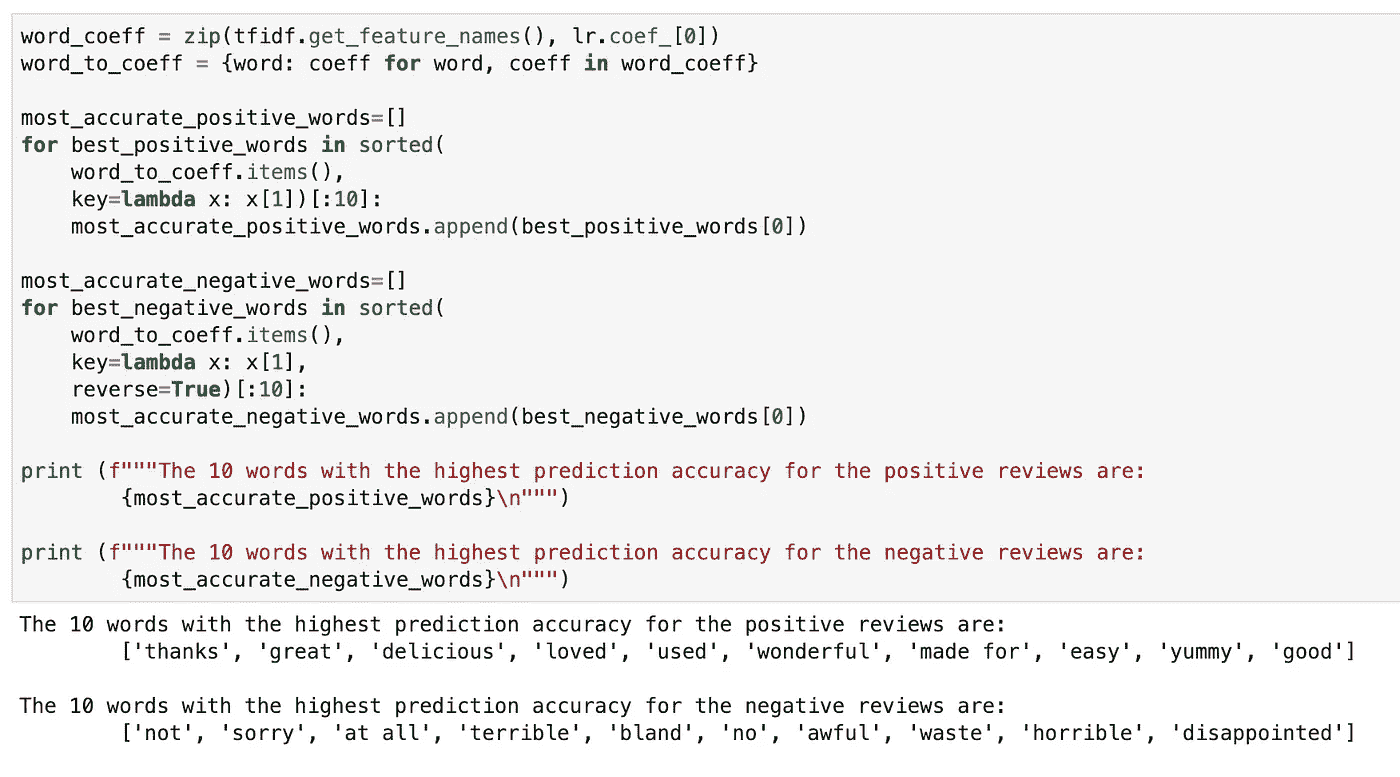 word_coeff = zip(tfidf.get_feature_names(), lr.coef_[0])
word_to_coeff = {word: coeff for word, coeff in word_coeff}

most_accurate_positive_words=[]
for best_positive_words in sorted(
    word_to_coeff.items(),
    key=lambda x: x[1])[:10]:
    most_accurate_positive_words.append(best_positive_words[0])

most_accurate_negative_words=[]
for best_negative_words in sorted(
    word_to_coeff.items(),
    key=lambda x: x[1],
    reverse=True)[:10]:
    most_accurate_negative_words.append(best_negative_words[0])

print (f"""The 10 words with the highest prediction accuracy for the positive reviews are:
        {most_accurate_positive_words}\n""")

print (f"""The 10 words with the highest prediction accuracy for the negative reviews are:
        {most_accurate_negative_words}\n""")
The 10 words with the highest prediction accuracy for the positive reviews are:
        ['thanks', 'great', 'delicious', 'loved', 'used', 'wonderful', 'made for', 'easy', 'yummy', 'good']

The 10 words with the highest prediction accuracy for the negative reviews are:
        ['not', 'sorry', 'at all', 'terrible', 'bland', 'no', 'awful', 'waste', 'horrible', 'disappointed']